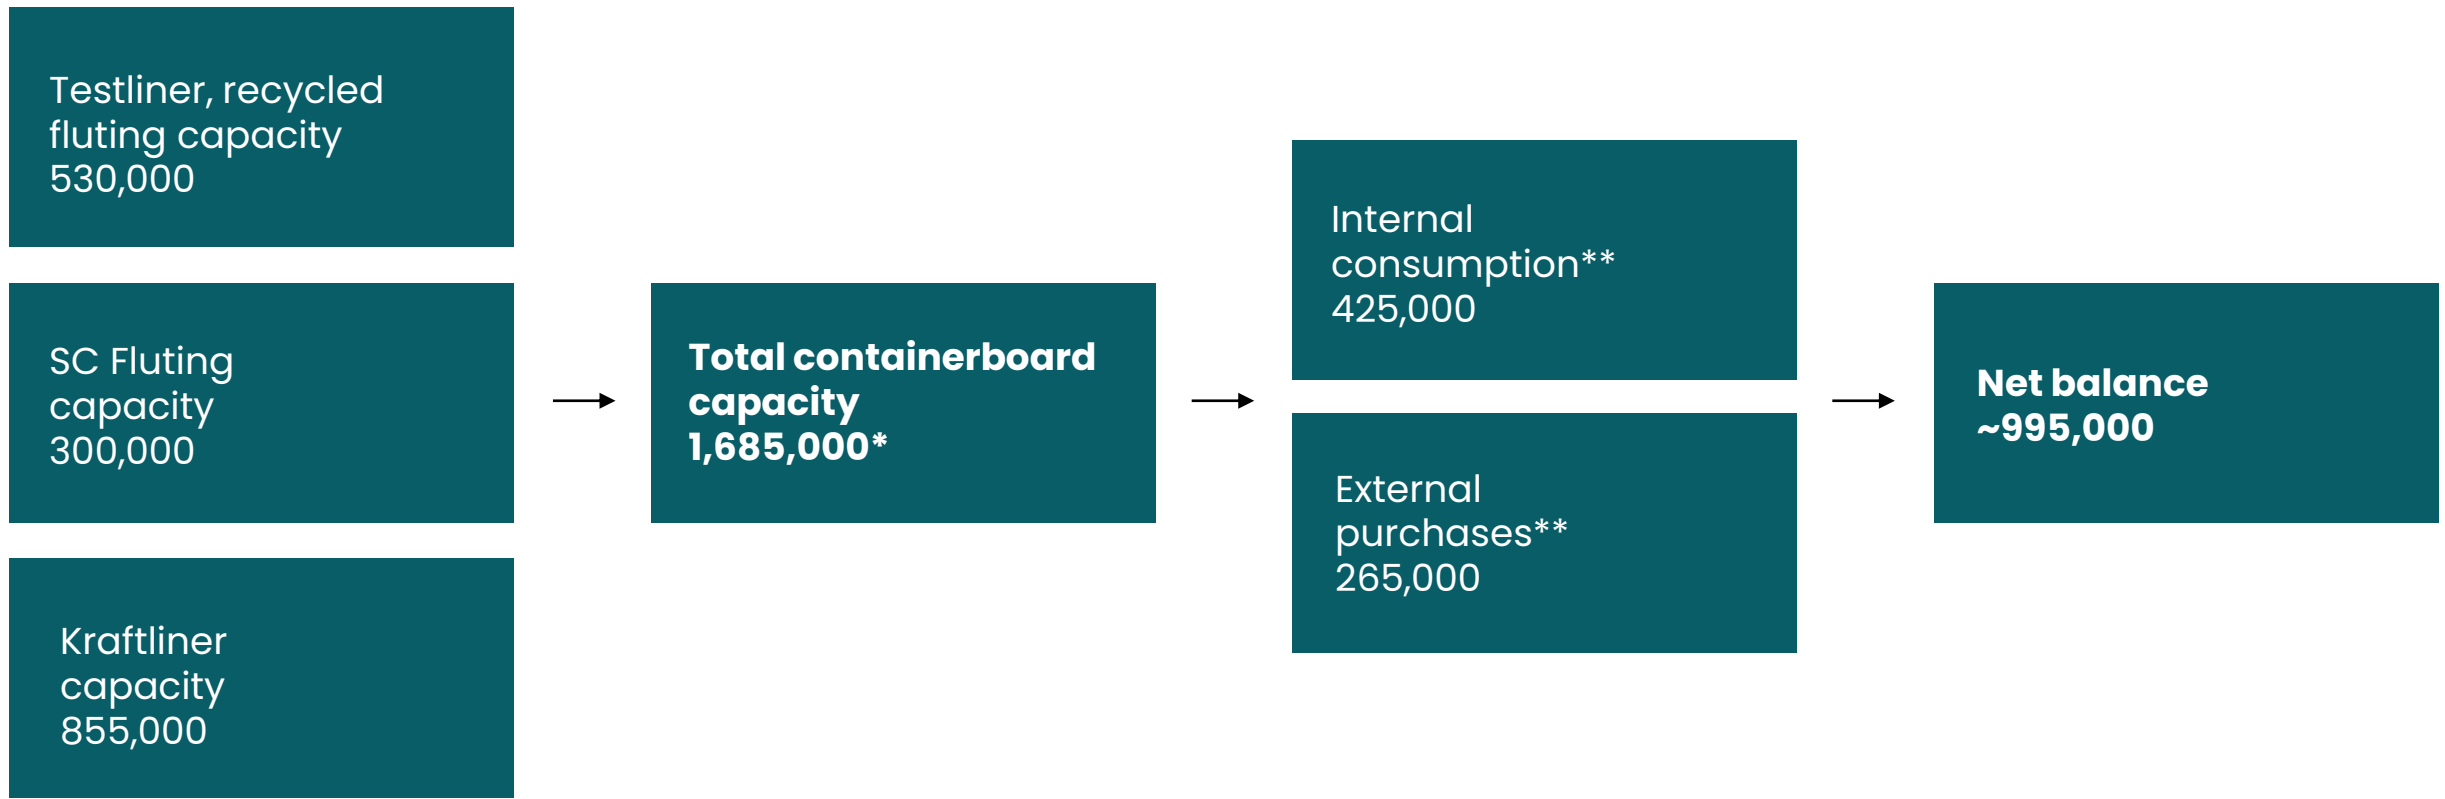 Testliner, recycled
fluting capacity
530,000
SC Fluting
capacity
300,000
Kraftliner
capacity
855,000
Total containerboard
capacity
1,685,000*
Internal
consumption**
425,000
External
purchases**
265,000
Net balance
~995,000